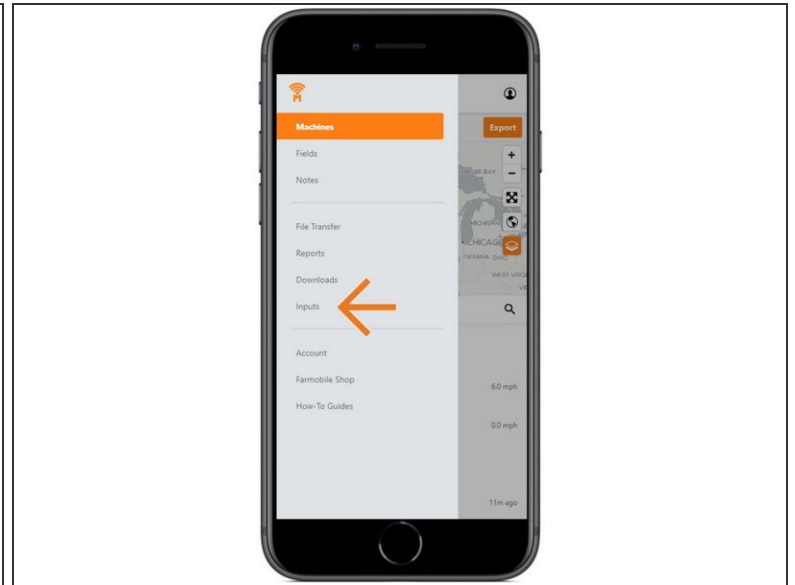 Machines
Export
Fields
Notes
MICHIGAN
File Transfer
CHICAGO
Reports
INDIANA OHIO
Downloads
WEST VIRG
Inputs
Account
Farmobile Shop
6.0 mph
How-To Guides
0.0 mph
11m ago